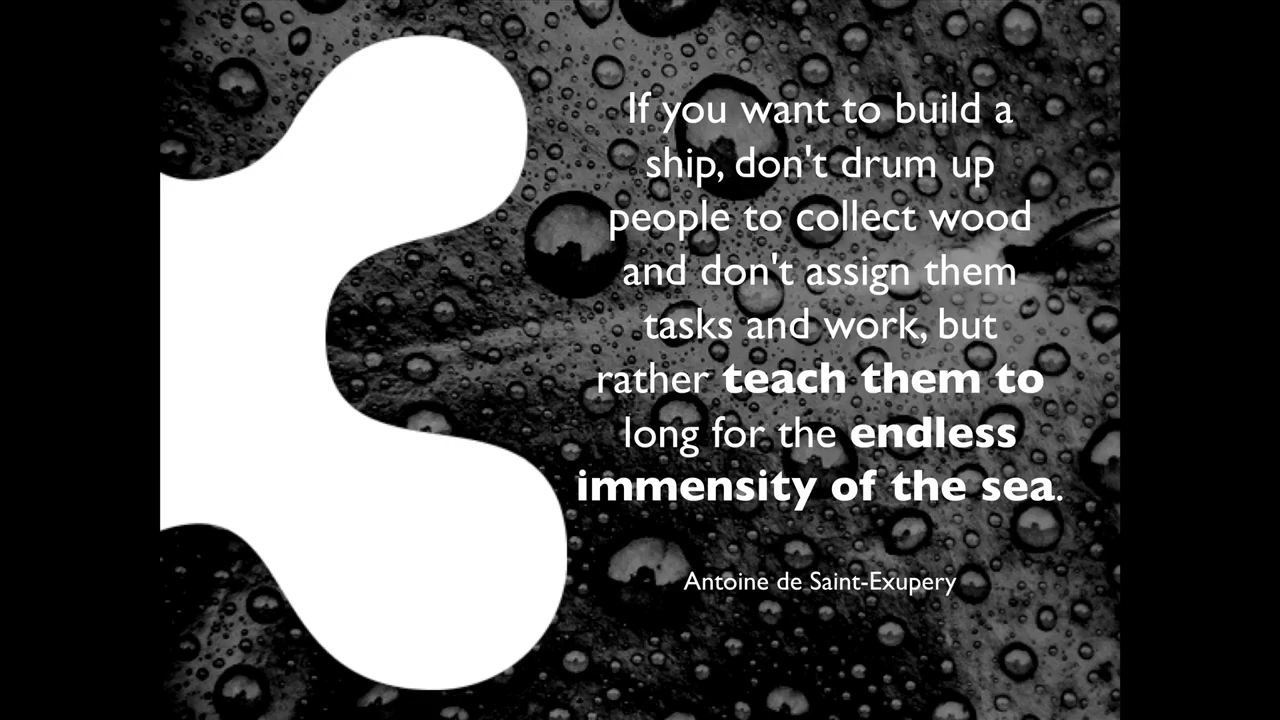 If you want to build a
ship, don't drum up
people to collect wood
and don't assign them
tasks and work, but
rather teach them to
long for the endless
immensity of the sea.
Antoine de Saint-Exupery